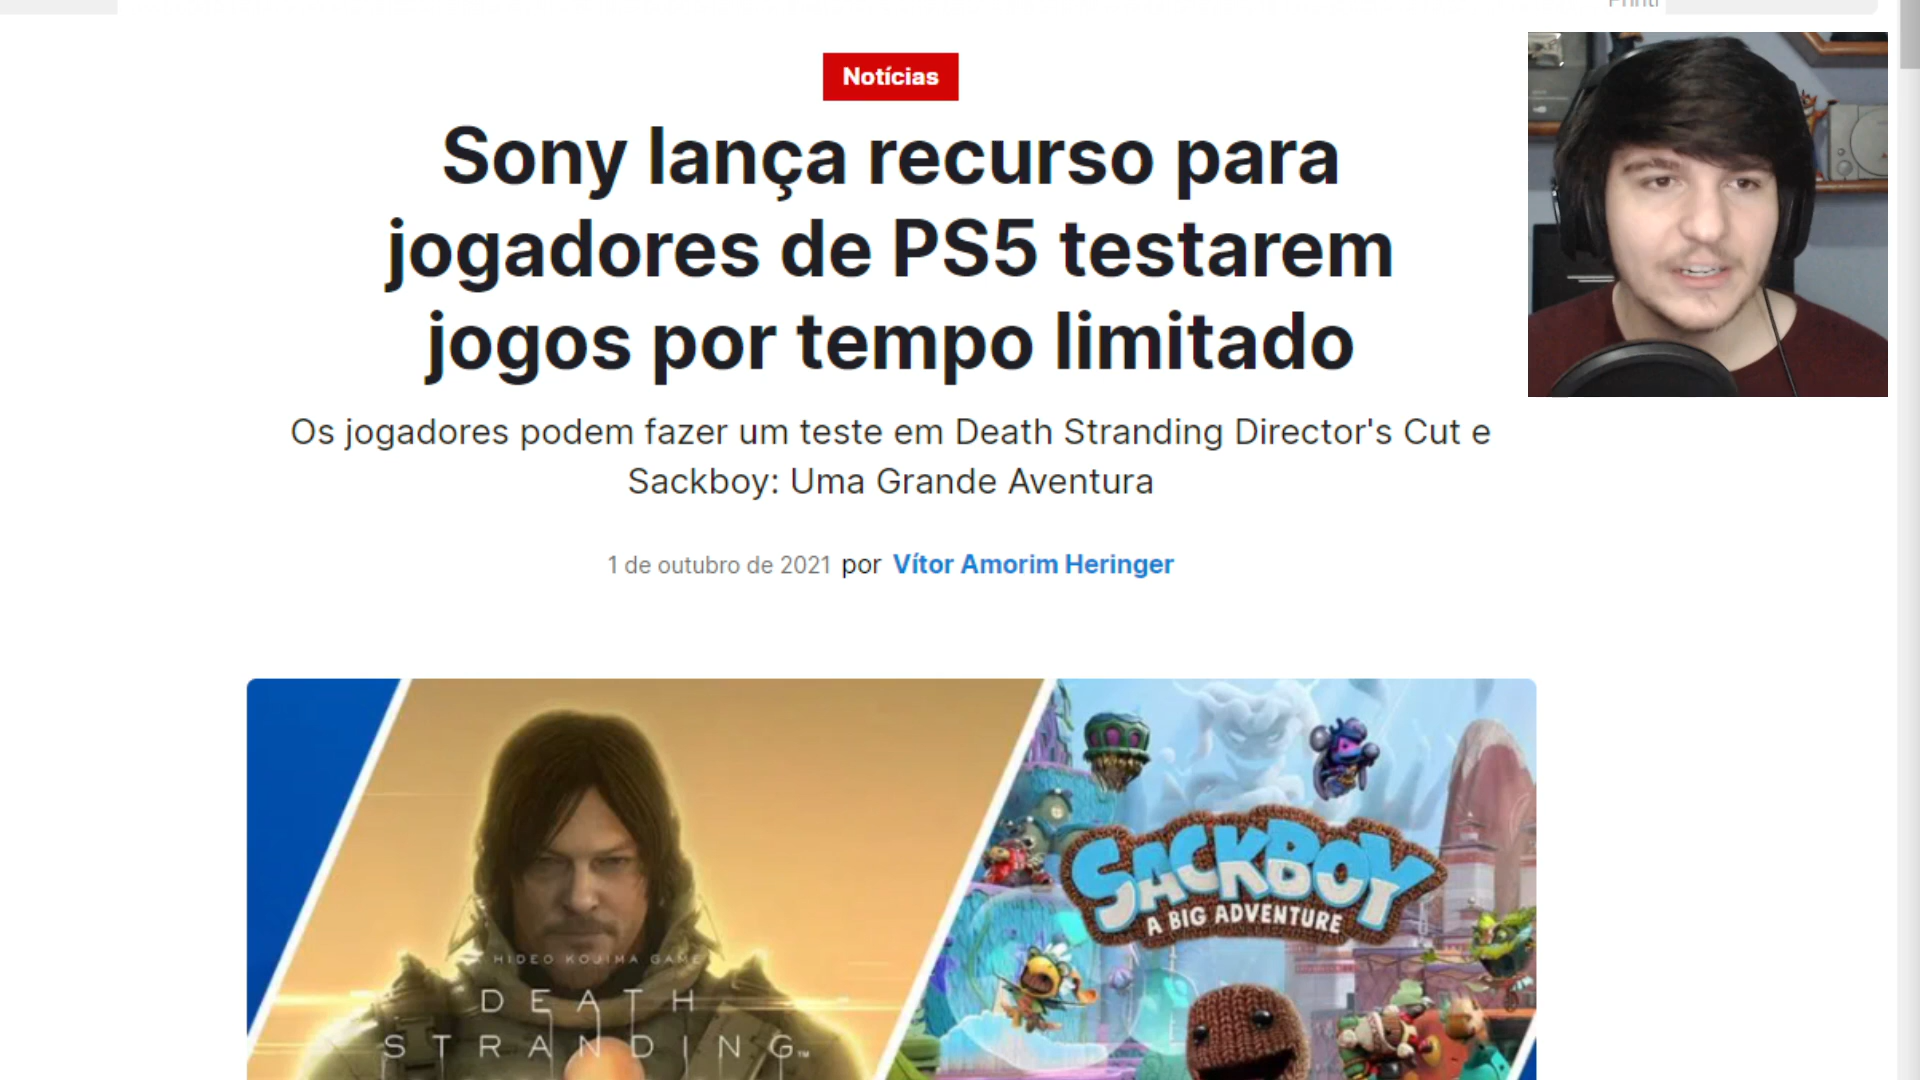 Notícias
Sony lança recurso para
jogadores de PS5 testarem
jogos por tempo limitado
Os jogadores podem fazer um teste em Death Stranding Director's Cut e
Sackboy: Uma Grande Aventura
1 de outubro de 2021 por Vítor Amorim Heringer
HIDEO KOJIMA GAME
DEATH
STRANDING™
SACKBOY
A BIG ADVENTURE